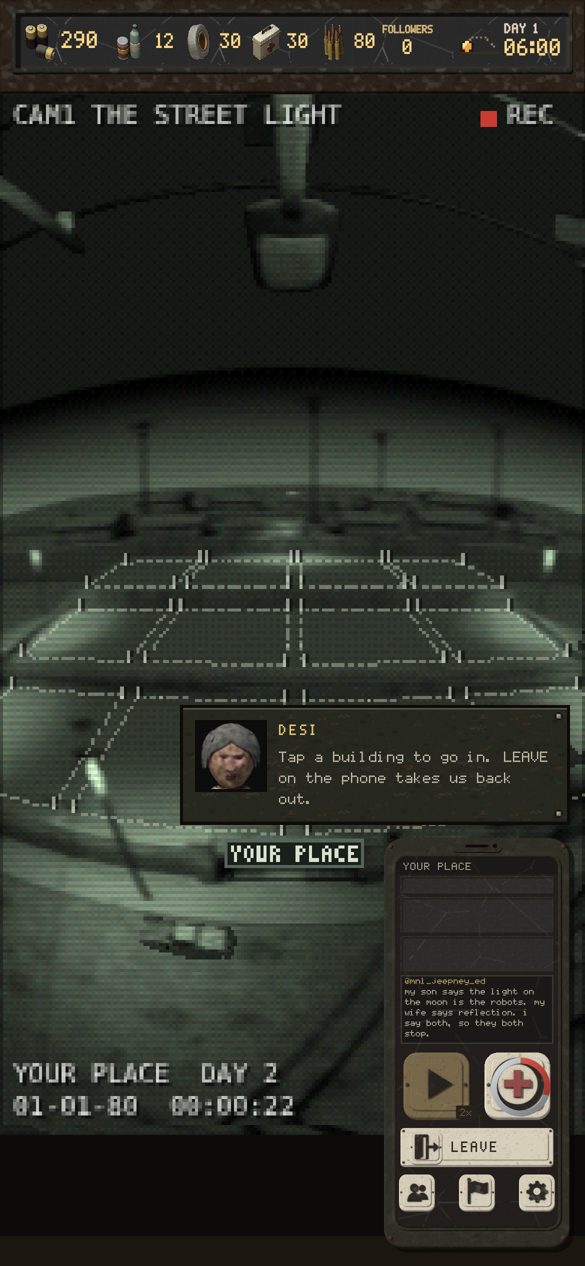 290 12 30 30 80 FOLLOWERS 0 DAY 1 06:00
CAM1 THE STREET LIGHT
REC
DESI
Tap a building to go in. LEAVE
on the phone takes us back
out.
YOUR PLACE
YOUR PLACE
@mnl_jeepney_ed
my son says the light on
the moon is the robots. my
wife says reflection. i
say both, so they both
stop.
2x
LEAVE
YOUR PLACE DAY 2
01-01-80 00:00:22